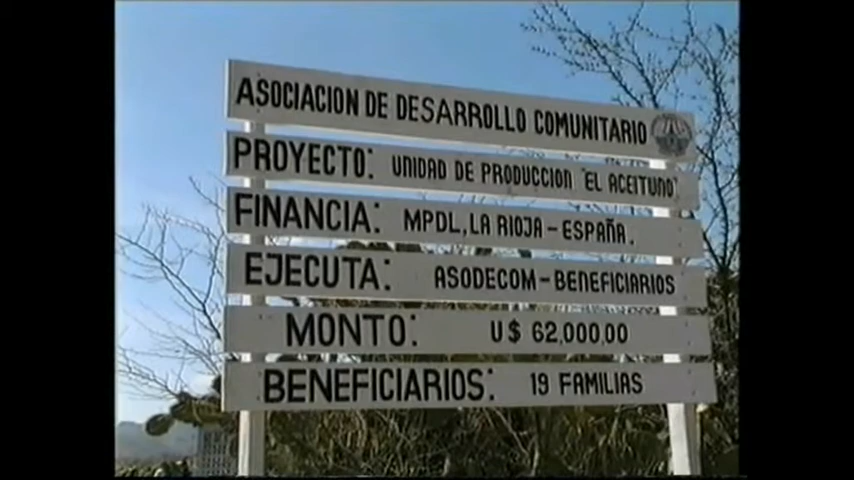 ASOCIACION DE DESARROLLO COMUNITARIO
PROYECTO: UNIDAD DE PRODUCCION "EL ACEITUNO"
FINANCIA: MPDL, LA RIOJA-ESPAÑA.
EJECUTA: ASODECOM-BENEFICIARIOS
MONTO: U$ 62,000.00
BENEFICIARIOS: 19 FAMILIAS